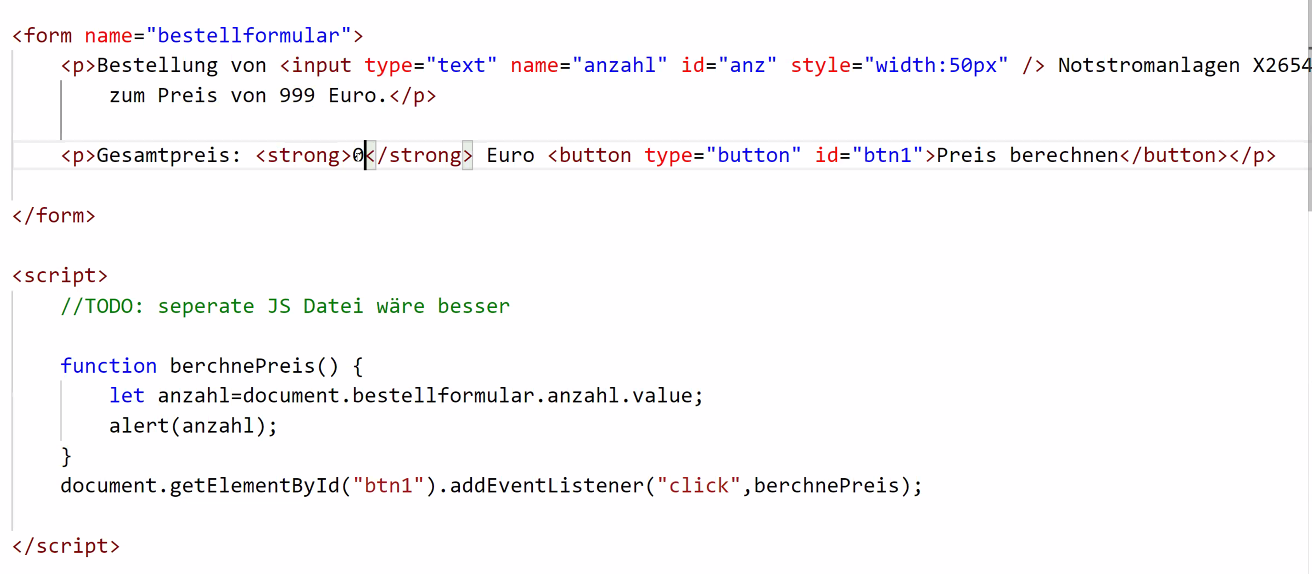 <form name="bestellformular">
<p>Bestellung von <input type="text" name="anzahl" id="anz" style="width:50px" /> Notstromanlagen X2654
zum Preis von 999 Euro.</p>
<p>Gesamtpreis: <strong>0</strong> Euro <button type="button" id="btn1">Preis berechnen</button></p>
</form>
<script>
//TODO: seperate JS Datei wäre besser
function berchnePreis() {
let anzahl=document.bestellformular.anzahl.value;
alert(anzahl);
}
document.getElementById("btn1").addEventListener("click",berchnePreis);
</script>